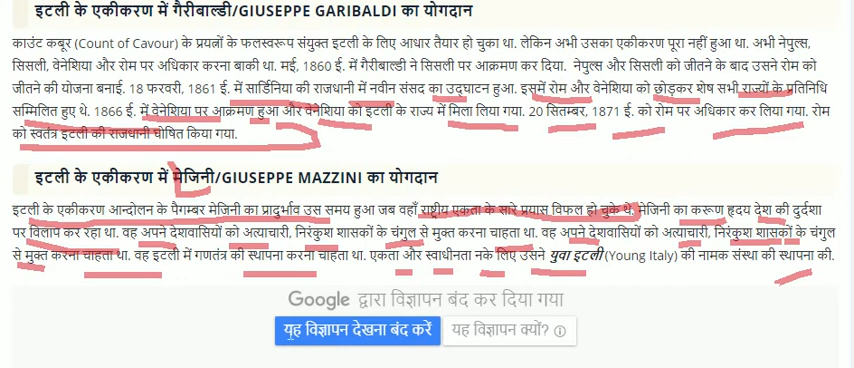 इटली के एकीकरण में गैरीबाल्डी/GIUSEPPE GARIBALDI का योगदान
काउंट कबूर (Count of Cavour) के प्रयत्नों के फलस्वरूप संयुक्त इटली के लिए आधार तैयार हो चुका था. लेकिन अभी उसका एकीकरण पूरा नहीं हुआ था. अभी नेपुल्स,
सिसली, वेनेशिया और रोम पर अधिकार करना बाकी था. मई, 1860 ई. में गैरीबाल्डी ने सिसली पर आक्रमण कर दिया. नेपुल्स और सिसली को जीतने के बाद उसने रोम को
जीतने की योजना बनाई. 18 फरवरी, 1861 ई. में सार्डिनिया की राजधानी में नवीन संसद का उद्घाटन हुआ. इसमें रोम और वेनेशिया को छोड़कर शेष सभी राज्यों के प्रतिनिधि
सम्मिलित हुए थे. 1866 ई. में वेनेशिया पर आक्रमण हुआ और वेनेशिया को इटली के राज्य में मिला लिया गया. 20 सितम्बर, 1871 ई. को रोम पर अधिकार कर लिया गया. रोम
को स्वतंत्र इटली की राजधानी घोषित किया गया.
इटली के एकीकरण में मेजिनी/GIUSEPPE MAZZINI का योगदान
इटली के एकीकरण आन्दोलन के पैगम्बर मेजिनी का प्रादुर्भाव उस समय हुआ जब वहाँ राष्ट्रीय एकता के सारे प्रयास विफल हो चुके थे. मेजिनी का करूण हृदय देश की दुर्दशा
पर विलाप कर रहा था. वह अपने देशवासियों को अत्याचारी, निरंकुश शासकों के चंगुल से मुक्त करना चाहता था. वह अपने देशवासियों को अत्याचारी, निरंकुश शासकों के चंगुल
से मुक्त करना चाहता था. वह इटली में गणतंत्र की स्थापना करना चाहता था. एकता और स्वाधीनता नके लिए उसने युवा इटली (Young Italy) की नामक संस्था की स्थापना की.
Google द्वारा विज्ञापन बंद कर दिया गया
यह विज्ञापन देखना बंद करें यह विज्ञापन क्यों?